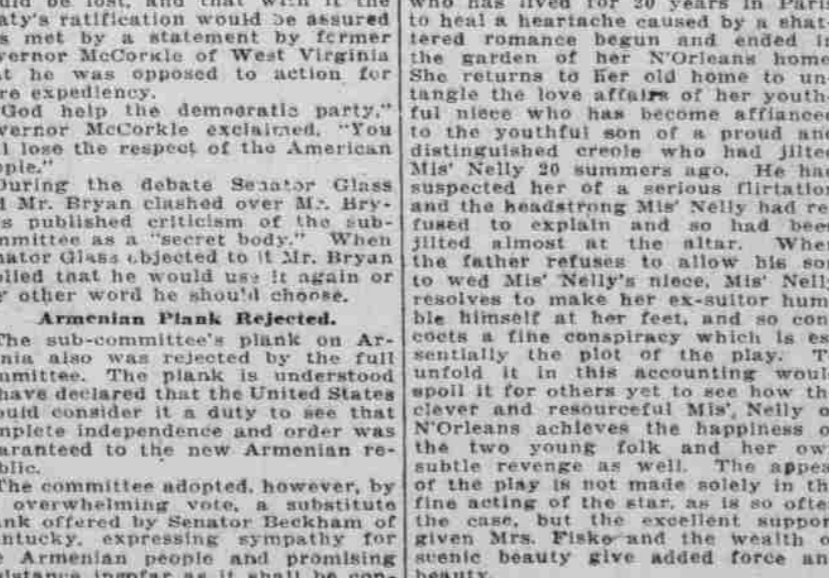 uld be lost, and that with it the
aty's ratification would be assured
s met by a statement by former
vernor McCorkle of West Virginia
at he was opposed to action for
re expediency.
"God help the democratic party,"
vernor McCorkle exclaimed. "You
ll lose the respect of the American
ople."
During the debate Senator Glass
d Mr. Bryan clashed over Mr. Bry-
s published criticism of the sub-
mmittee as a "secret body." When
nator Glass objected to it Mr. Bryan
plied that he would use it again or
y other word he should choose.
Armenian Plank Rejected.
The sub-committee's plank on Ar-
nia also was rejected by the full
mmittee. The plank is understood
have declared that the United States
ould consider it a duty to see that
mplete independence and order was
aranteed to the new Armenian re-
blic.
The committee adopted, however, by
overwhelming vote, a substitute
ank offered by Senator Beckham of
ntucky, expressing sympathy for
e Armenian people and promising
sistance insofar as it shall be con-
who has lived for 20 years in Paris
to heal a heartache caused by a shat-
tered romance begun and ended in
the garden of her N'Orleans home.
She returns to her old home to un-
tangle the love affairs of her youth-
ful niece who has become affianced
to the youthful son of a proud and
distinguished creole who had jilted
Mis' Nelly 20 summers ago. He had
suspected her of a serious flirtation
and the headstrong Mis' Nelly had re-
fused to explain and so had been
jilted almost at the altar. When
the father refuses to allow his son
to wed Mis' Nelly's niece, Mis' Nelly
resolves to make her ex-suitor hum-
ble himself at her feet, and so con-
cocts a fine conspiracy which is es-
sentially the plot of the play. T
unfold it in this accounting would
spoil it for others yet to see how th
clever and resourceful Mis', Nelly o
N'Orleans achieves the happiness o
the two young folk and her own
subtle revenge as well. The appea
of the play is not made solely in th
fine acting of the star, as is so often
the case, but the excellent support
given Mrs. Fiske and the wealth o
scenic beauty give added force an
beauty.